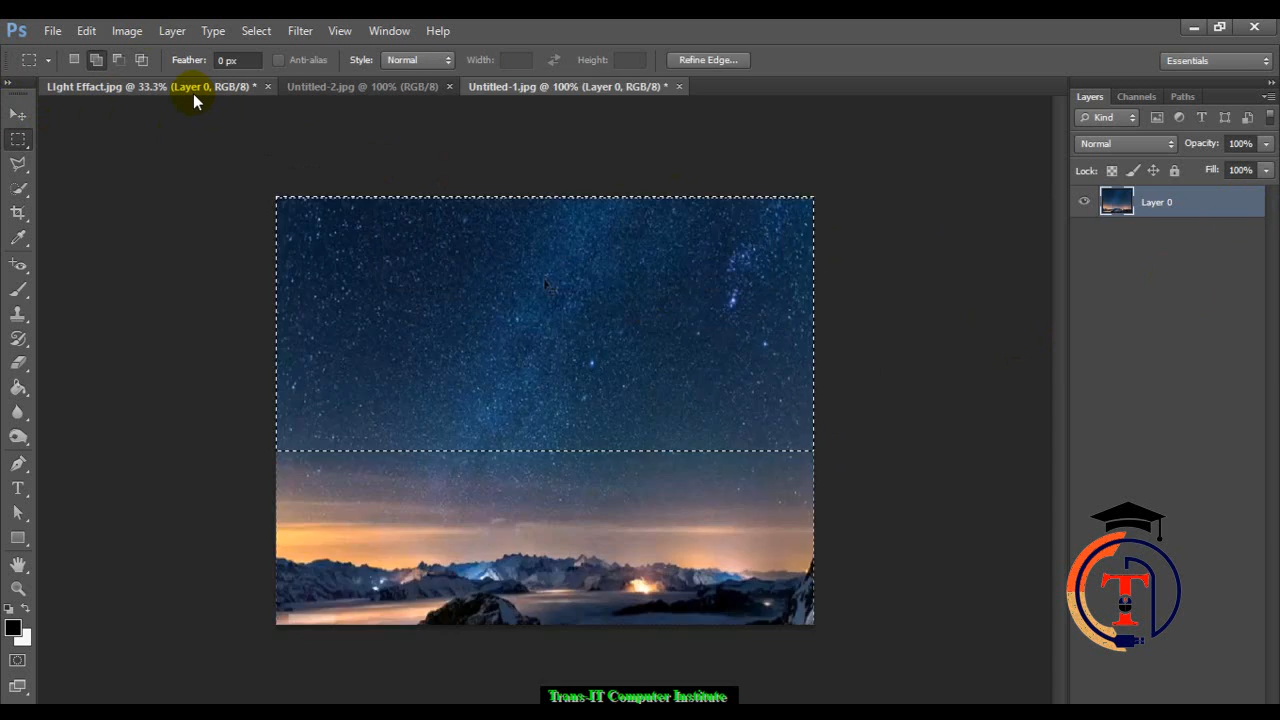 Ps File Edit Image Layer Type Select Filter View Window Help
Feather: 0 px Anti-alias Style: Normal Width: Height: Refine Edge... Essentials
LIght Effect.jpg @ 33.3% (Layer 0, RGB/8) * × Untitled-2.jpg @ 100% (RGB/8) × Untitled-1.jpg @ 100% (Layer 0, RGB/8) * ×
Layers Channels Paths
Kind
Normal Opacity: 100%
Lock: Fill: 100%
Layer 0
T
Trans-IT Computer Institute